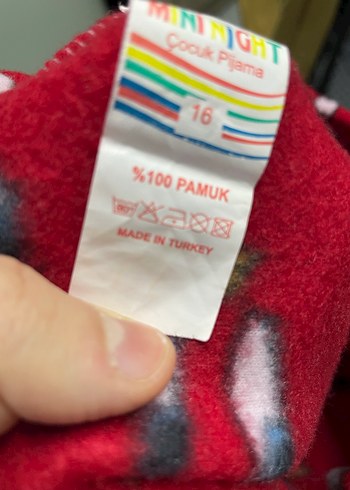 MINI NIGHT
Çocuk Pijama
16
%100 PAMUK
MADE IN TURKEY